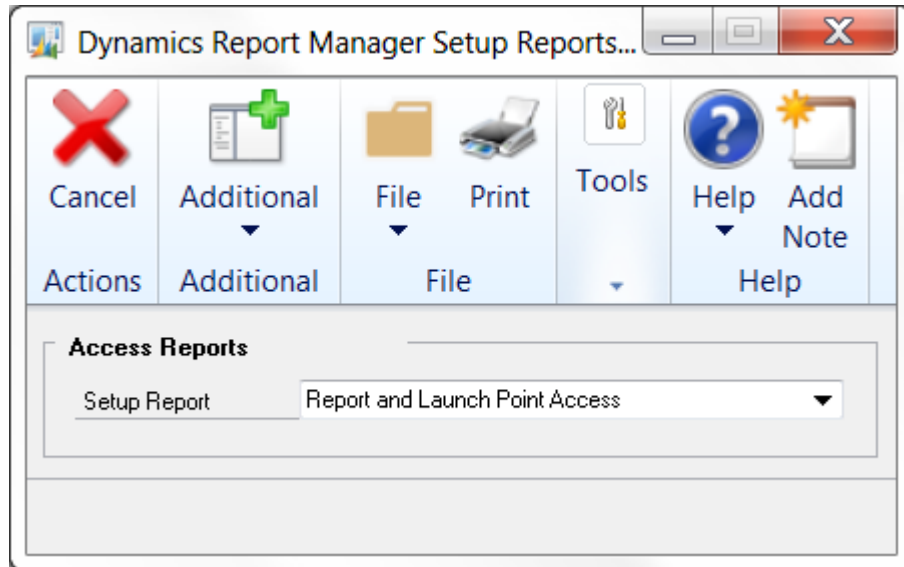 Dynamics Report Manager Setup Reports...
Cancel
Additional
File
Print
Tools
Help
Add
Note
Actions
Additional
File
Help
Access Reports
Setup Report
Report and Launch Point Access